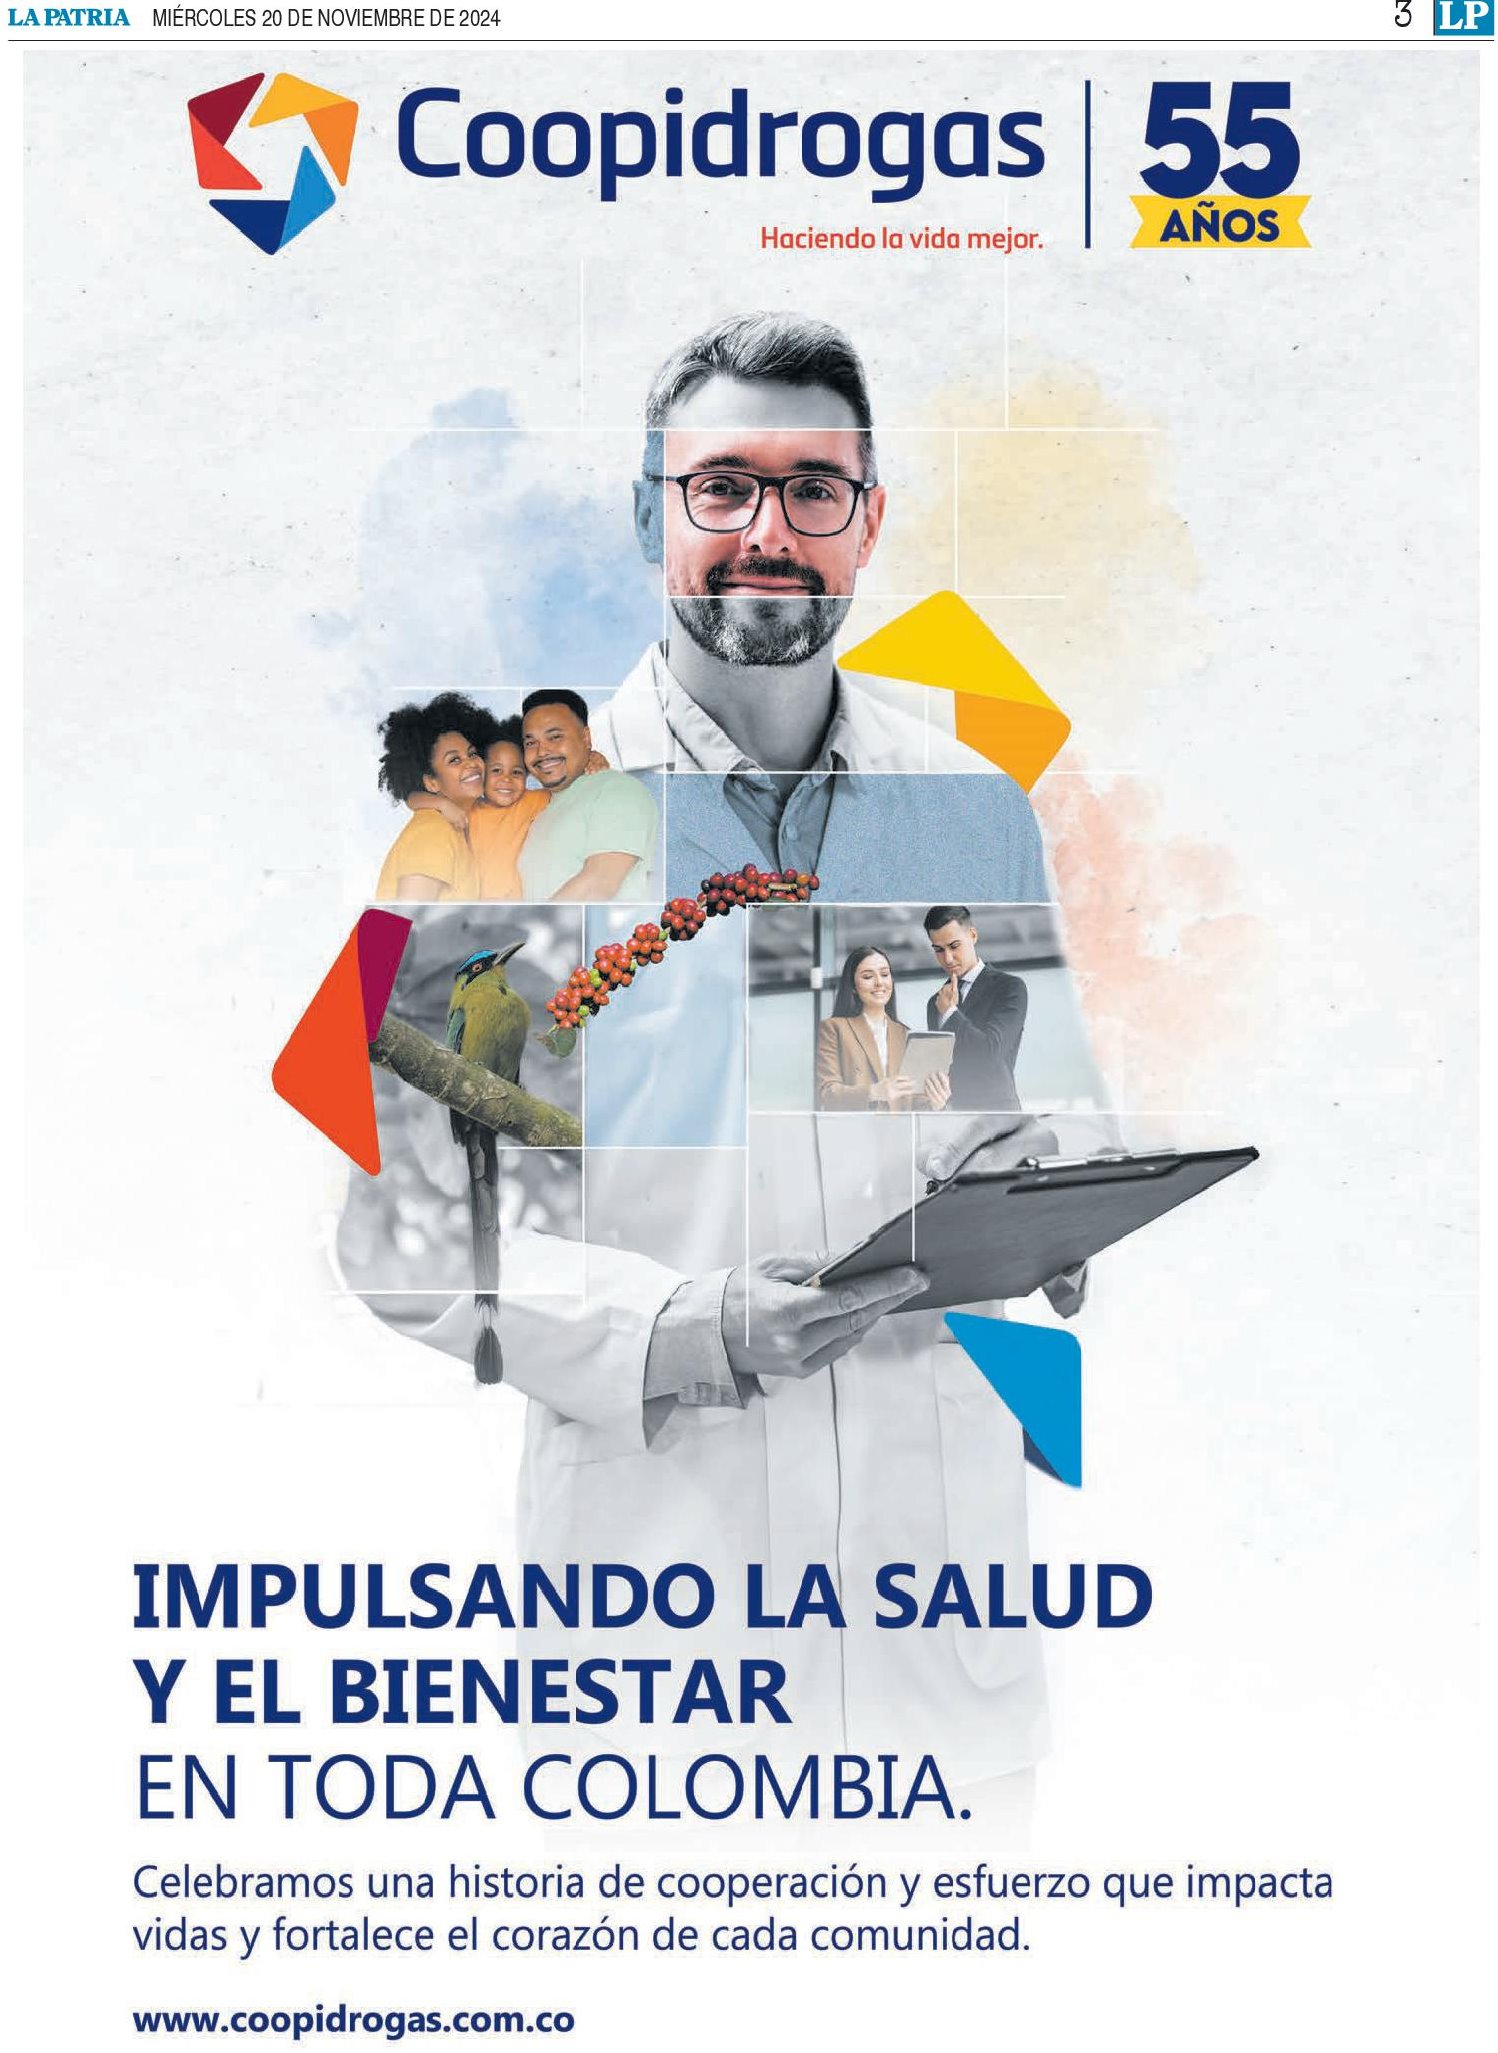 LA PATRIA MIÉRCOLES 20 DE NOVIEMBRE DE 2024 3 LP
Coopidrogas
Haciendo la vida mejor.
55
AÑOS
IMPULSANDO LA SALUD
Y EL BIENESTAR
EN TODA COLOMBIA.
Celebramos una historia de cooperación y esfuerzo que impacta
vidas y fortalece el corazón de cada comunidad.
www.coopidrogas.com.co